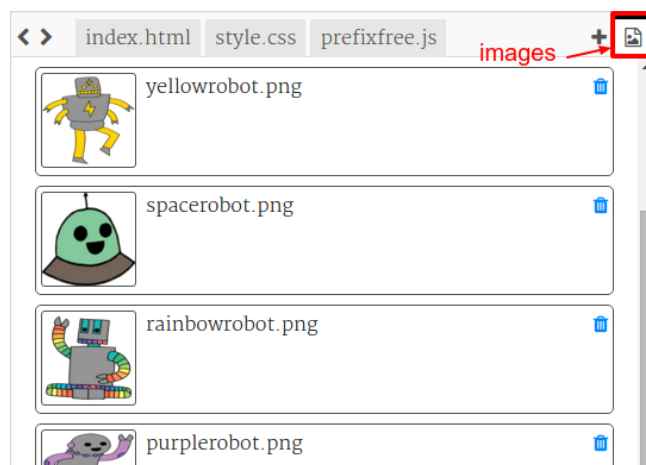 index.html style.css prefixfree.js
images
yellowrobot.png
spacerobot.png
rainbowrobot.png
purplerobot.png